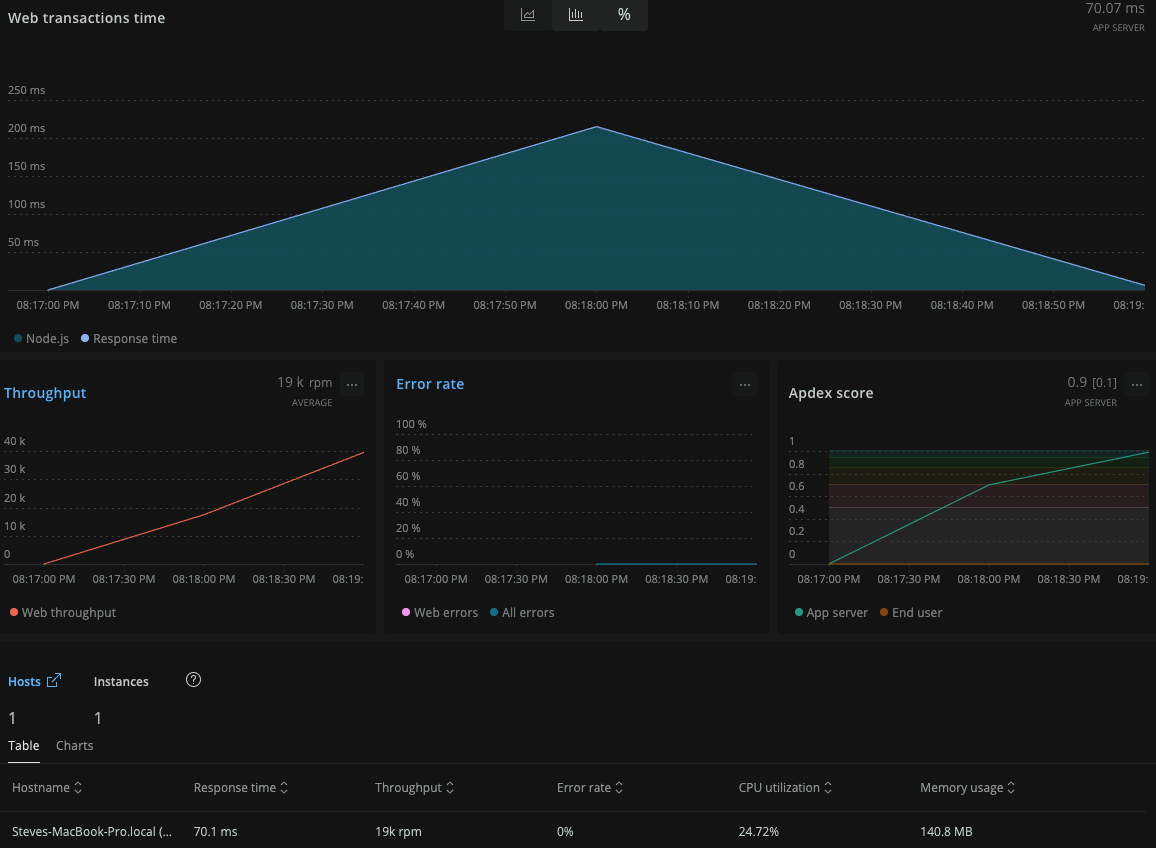 Web transactions time
%
70.07 ms
APP SERVER
250 ms
200 ms
150 ms
100 ms
50 ms
08:17:00 PM 08:17:10 PM 08:17:20 PM 08:17:30 PM 08:17:40 PM 08:17:50 PM 08:18:00 PM 08:18:10 PM 08:18:20 PM 08:18:30 PM 08:18:40 PM 08:18:50 PM 08:19:
Node.js Response time
Throughput
19 k rpm
AVERAGE
...
40 k
30 k
20 k
10 k
0
08:17:00 PM 08:17:30 PM 08:18:00 PM 08:18:30 PM 08:19:
Web throughput
Error rate
...
100 %
80 %
60 %
40 %
20 %
0 %
08:17:00 PM 08:17:30 PM 08:18:00 PM 08:18:30 PM 08:19:
Web errors All errors
Apdex score
0.9 [0.1]
APP SERVER
...
1
0.8
0.6
0.4
0.2
0
08:17:00 PM 08:17:30 PM 08:18:00 PM 08:18:30 PM 08:19:
App server End user
Hosts Instances ?
1 1
Table Charts
Hostname Response time Throughput Error rate CPU utilization Memory usage
Steves-MacBook-Pro.local (... 70.1 ms 19k rpm 0% 24.72% 140.8 MB